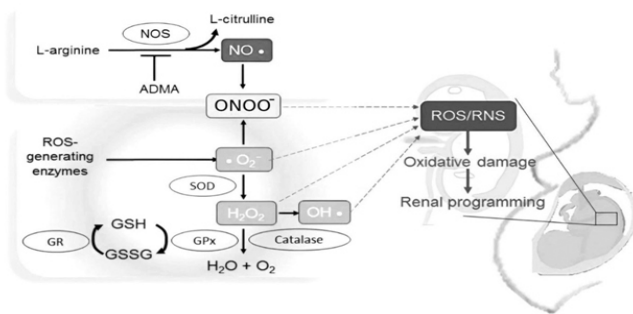 L-citrulline
NOS
L-arginine
NO •
ADMA
ONOO⁻
ROS/RNS
ROS-
generating
enzymes
• O₂⁻
Oxidative damage
SOD
Renal programming
H₂O₂
OH •
GSH
GR
GPx
Catalase
GSSG
H₂O + O₂